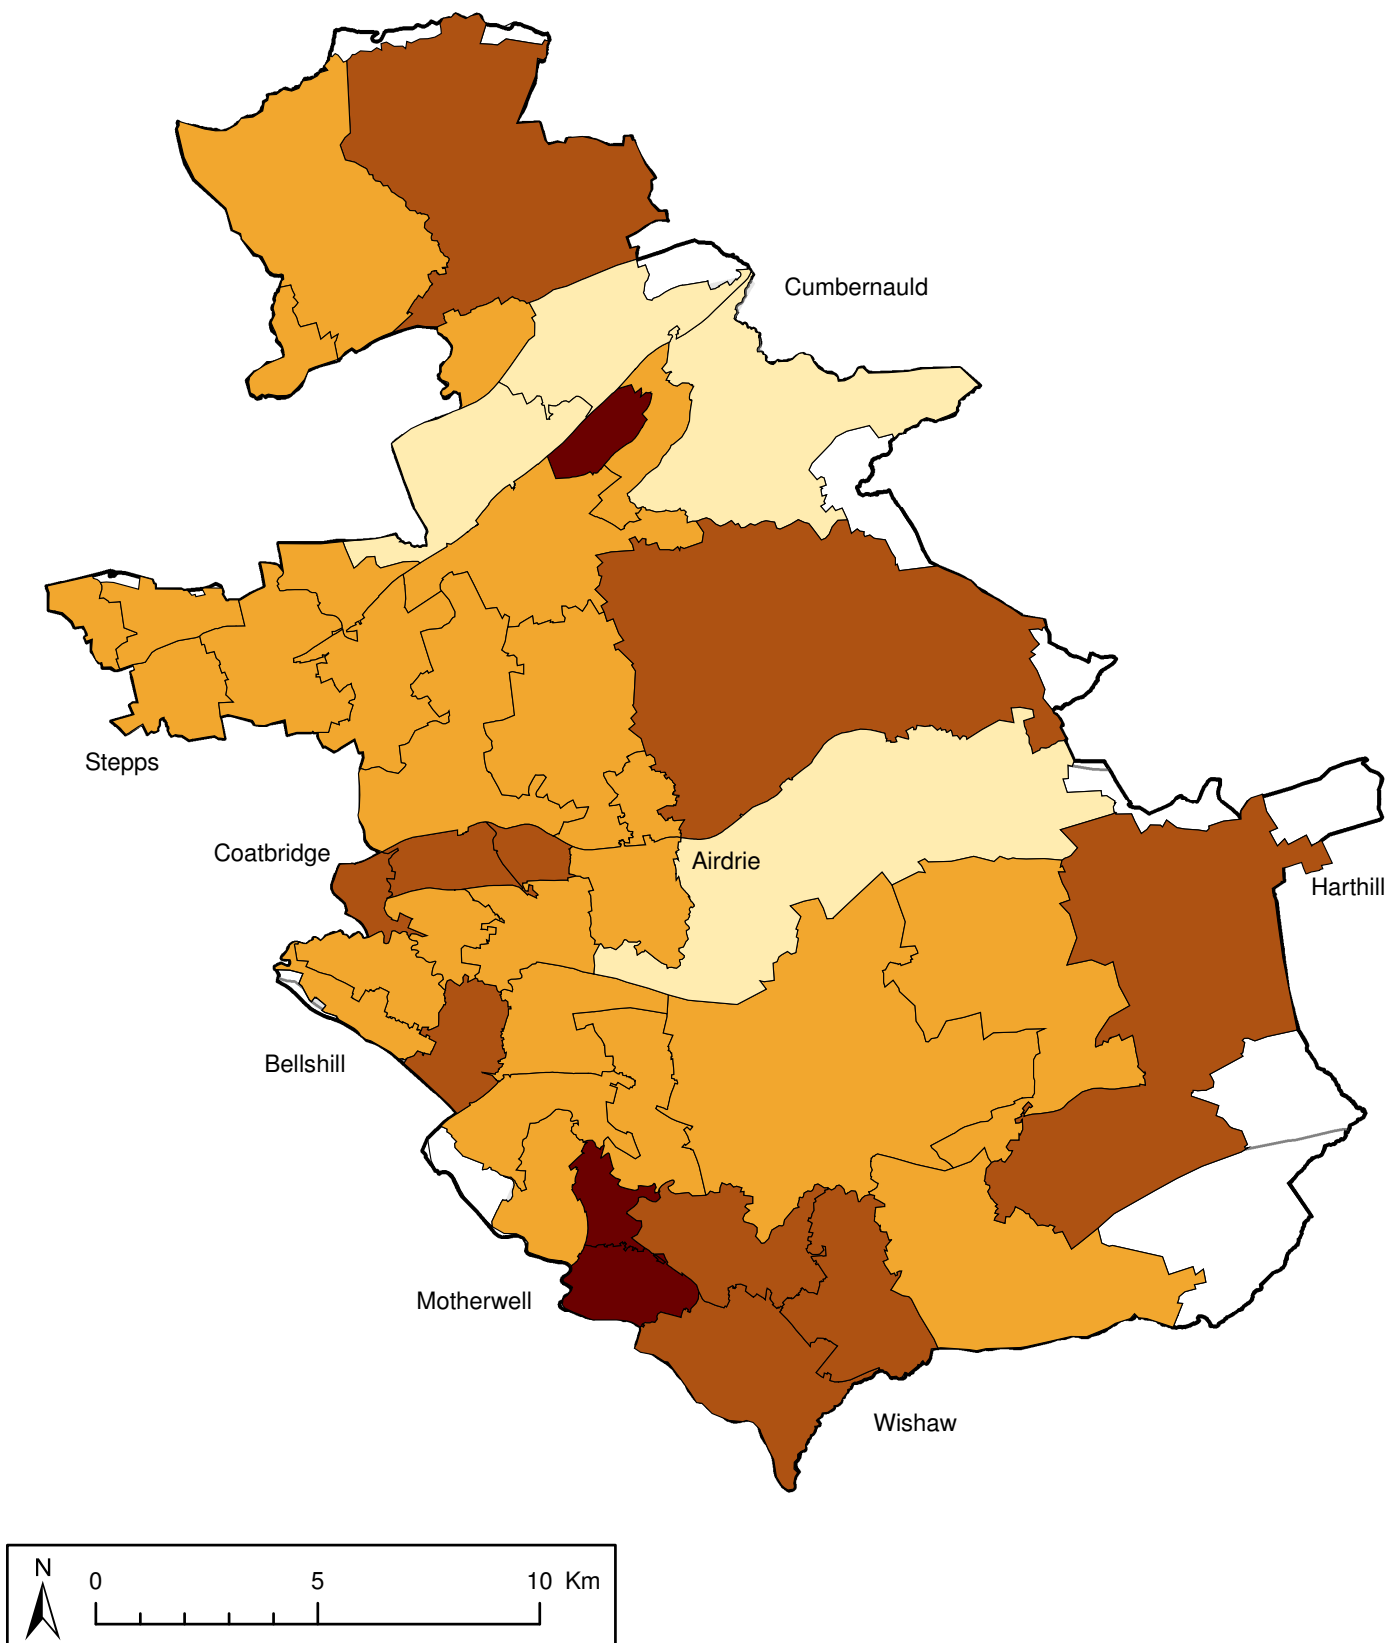 Cumbernauld
Stepps
Coatbridge
Airdrie
Harthill
Bellshill
Motherwell
Wishaw
N
0 5 10 Km